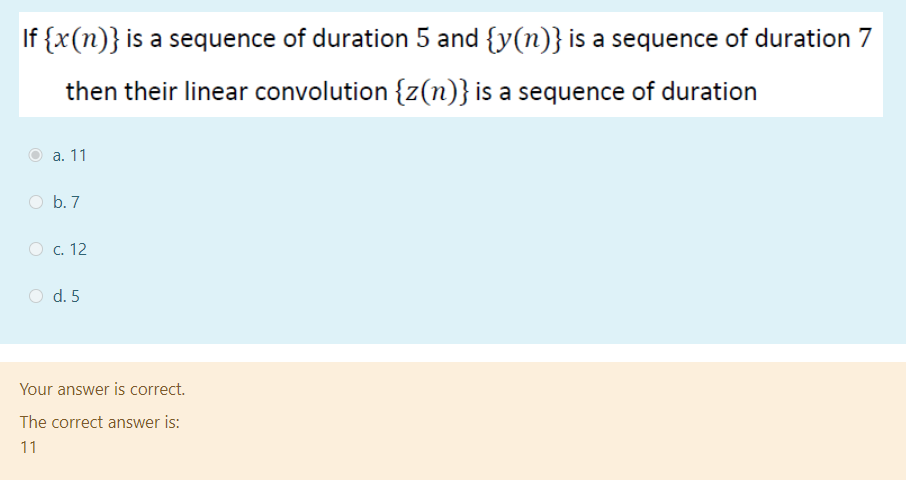 If {x(n)} is a sequence of duration 5 and {y(n)} is a sequence of duration 7
then their linear convolution {z(n)} is a sequence of duration
a. 11
b. 7
c. 12
d. 5
Your answer is correct.
The correct answer is:
11